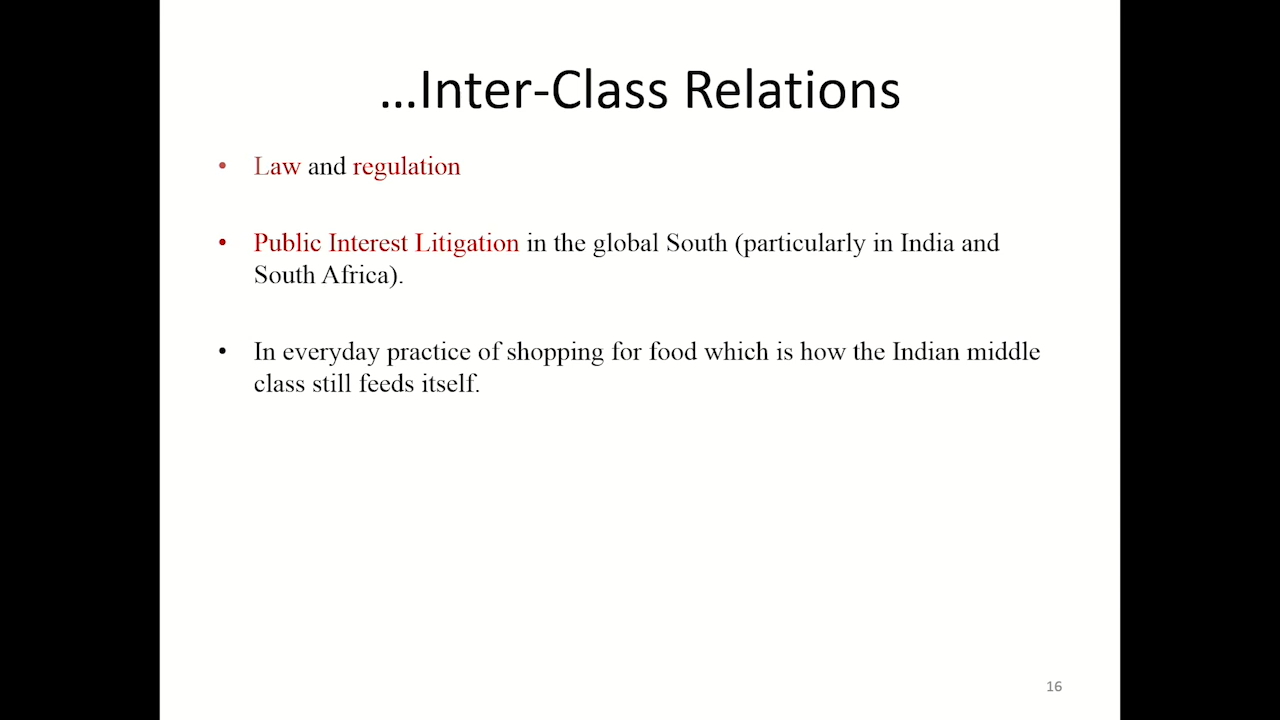 …Inter-Class Relations
• Law and regulation
• Public Interest Litigation in the global South (particularly in India and
South Africa).
• In everyday practice of shopping for food which is how the Indian middle
class still feeds itself.
16